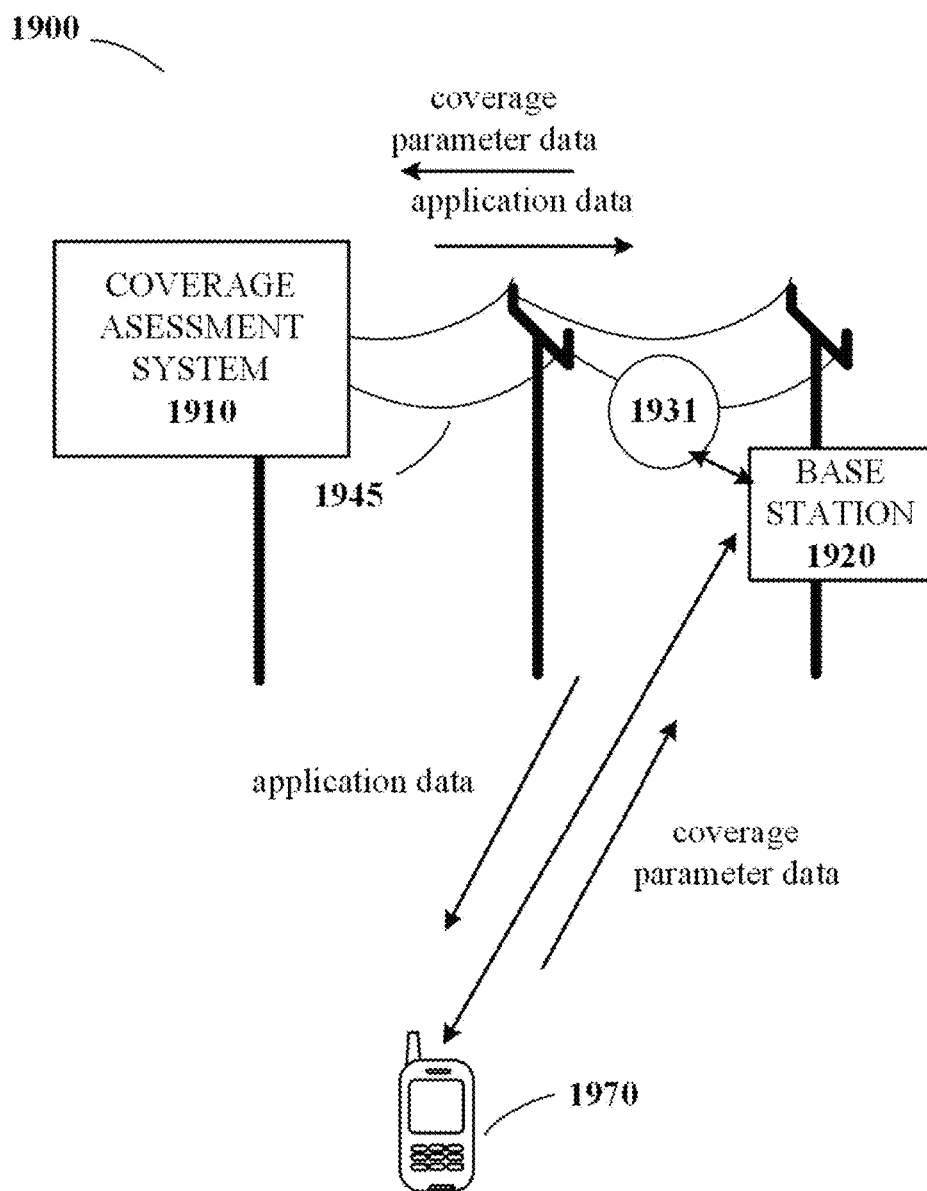 1900
coverage
parameter data
application data
COVERAGE
ASESSMENT
SYSTEM
1910
1931
1945
BASE
STATION
1920
application data
coverage
parameter data
1970